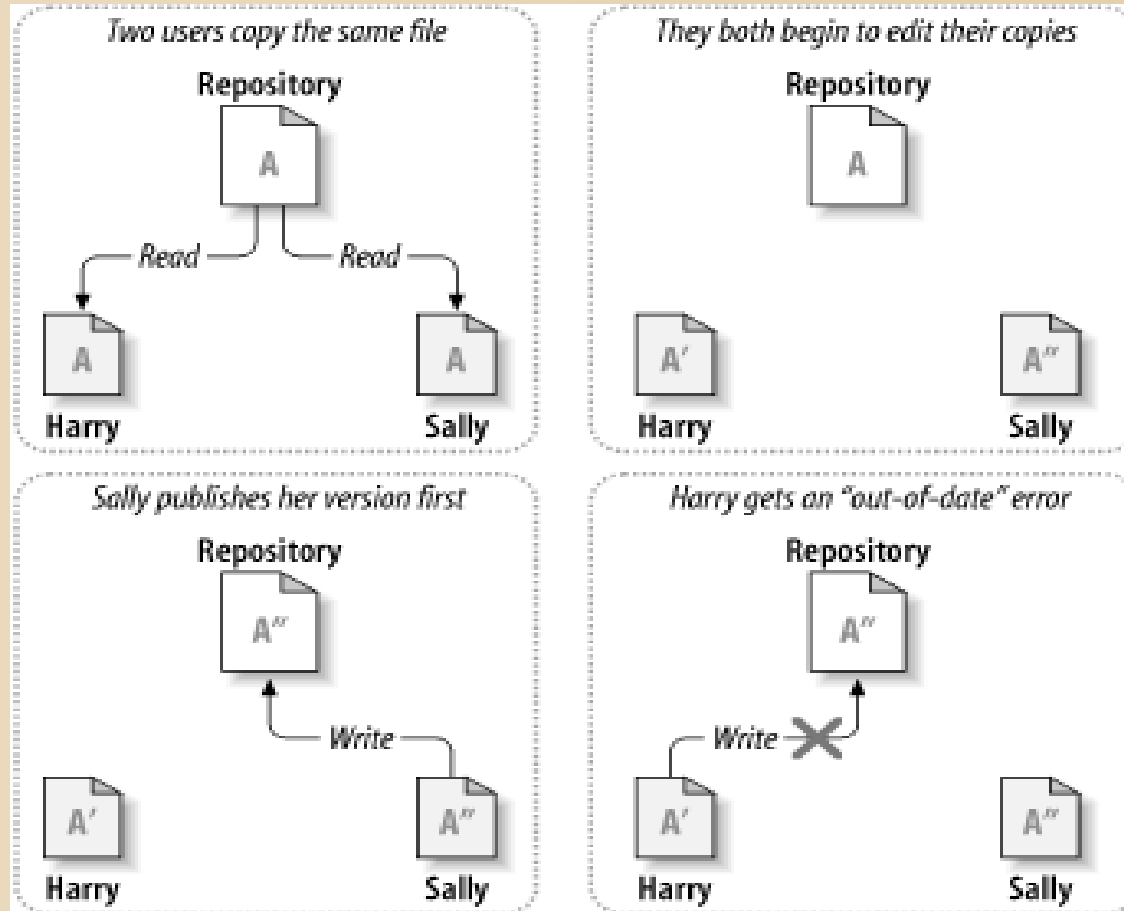 Two users copy the same file
Repository
A
Read
Read
A
A
Harry
Sally
They both begin to edit their copies
Repository
A
A'
A"
Harry
Sally
Sally publishes her version first
Repository
A"
Write
A'
A"
Harry
Sally
Harry gets an “out-of-date” error
Repository
A"
Write
A'
A"
Harry
Sally